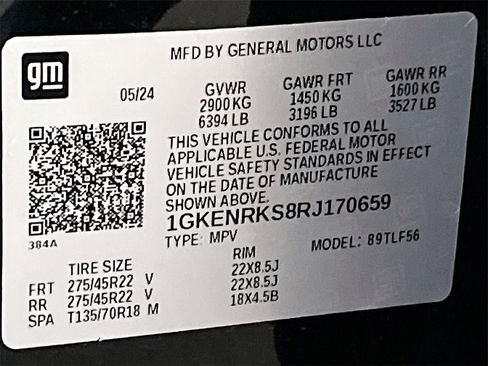 gm
MFD BY GENERAL MOTORS LLC
05/24 GVWR GAWR FRT GAWR RR
2900 KG 1450 KG 1600 KG
6394 LB 3196 LB 3527 LB
THIS VEHICLE CONFORMS TO ALL
APPLICABLE U.S. FEDERAL MOTOR
VEHICLE SAFETY STANDARDS IN EFFECT
ON THE DATE OF MANUFACTURE
SHOWN ABOVE.
1GKENRKS8RJ170659
384A
TYPE: MPV MODEL: 89TLF56
TIRE SIZE RIM
FRT 275/45R22 V 22X8.5J
RR 275/45R22 V 22X8.5J
SPA T135/70R18 M 18X4.5B